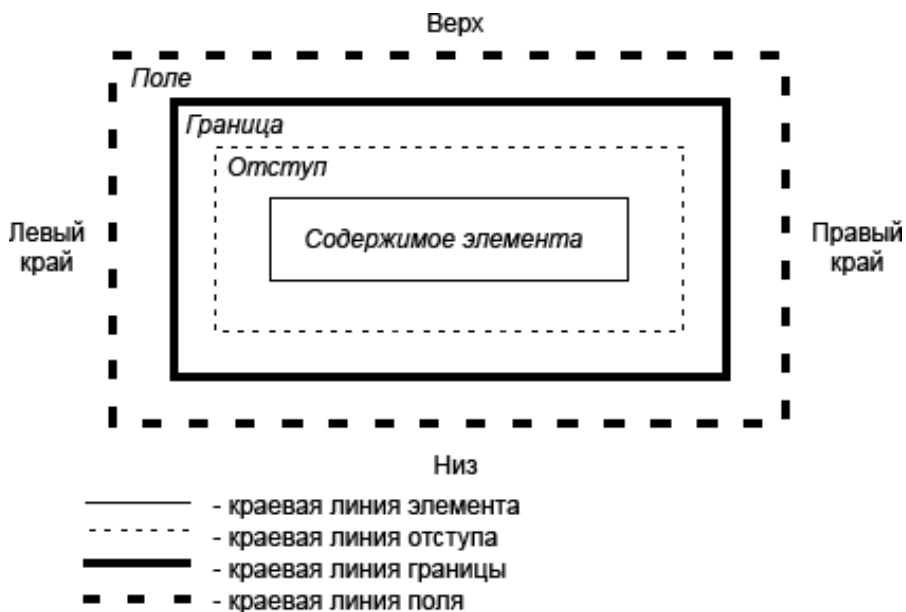 Верх
Поле
Граница
Отступ
Содержимое элемента
Левый
край
Правый
край
Низ
- краевая линия элемента
- краевая линия отступа
- краевая линия границы
- краевая линия поля